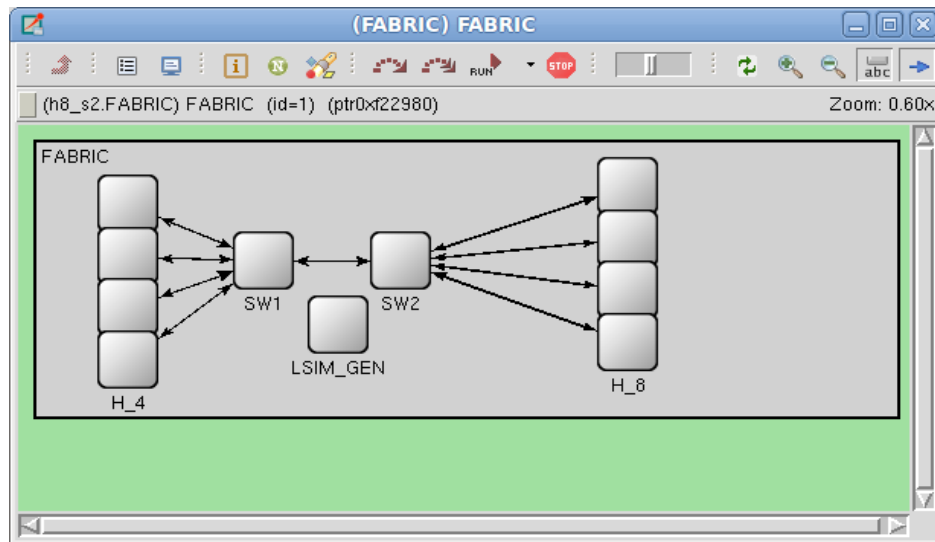 (FABRIC) FABRIC
i N RUN STOP abc
(h8_s2.FABRIC) FABRIC (id=1) (ptr0xf22980) Zoom: 0.60x
FABRIC
SW1 SW2
LSIM_GEN
H_8
H_4